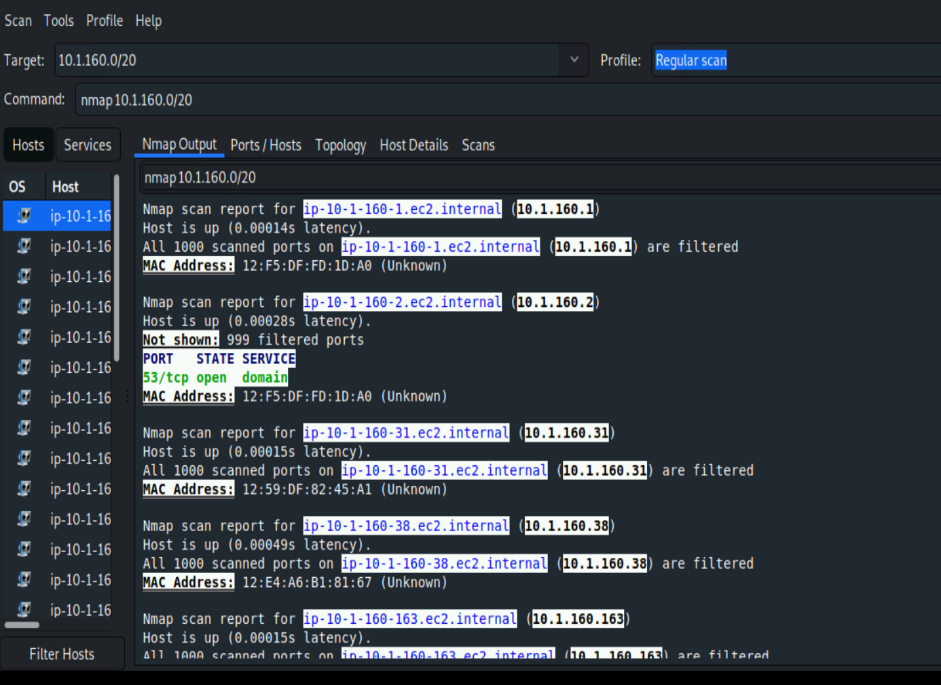 Scan Tools Profile Help
Target: 10.1.160.0/20 Profile: Regular scan
Command: nmap 10.1.160.0/20
Hosts Services Nmap Output Ports / Hosts Topology Host Details Scans
nmap 10.1.160.0/20
OS Host
ip-10-1-16
ip-10-1-16
ip-10-1-16
ip-10-1-16
ip-10-1-16
ip-10-1-16
ip-10-1-16
ip-10-1-16
ip-10-1-16
ip-10-1-16
ip-10-1-16
ip-10-1-16
ip-10-1-16
ip-10-1-16
Filter Hosts
Nmap scan report for ip-10-1-160-1.ec2.internal (10.1.160.1)
Host is up (0.00014s latency).
All 1000 scanned ports on ip-10-1-160-1.ec2.internal (10.1.160.1) are filtered
MAC Address: 12:F5:DF:FD:1D:A0 (Unknown)
Nmap scan report for ip-10-1-160-2.ec2.internal (10.1.160.2)
Host is up (0.00028s latency).
Not shown: 999 filtered ports
PORT STATE SERVICE
53/tcp open domain
MAC Address: 12:F5:DF:FD:1D:A0 (Unknown)
Nmap scan report for ip-10-1-160-31.ec2.internal (10.1.160.31)
Host is up (0.00015s latency).
All 1000 scanned ports on ip-10-1-160-31.ec2.internal (10.1.160.31) are filtered
MAC Address: 12:59:DF:82:45:A1 (Unknown)
Nmap scan report for ip-10-1-160-38.ec2.internal (10.1.160.38)
Host is up (0.00049s latency).
All 1000 scanned ports on ip-10-1-160-38.ec2.internal (10.1.160.38) are filtered
MAC Address: 12:E4:A6:B1:81:67 (Unknown)
Nmap scan report for ip-10-1-160-163.ec2.internal (10.1.160.163)
Host is up (0.00015s latency).
All 1000 scanned ports on ip-10-1-160-163.ec2.internal (10.1.160.163) are filtered